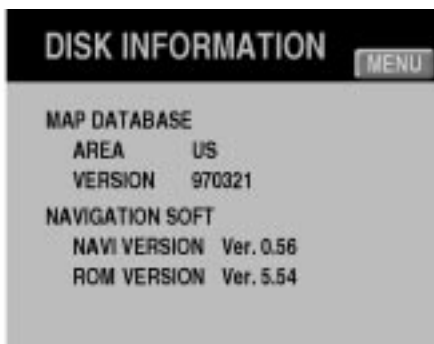 DISK INFORMATION
MENU
MAP DATABASE
AREA US
VERSION 970321
NAVIGATION SOFT
NAVI VERSION Ver. 0.56
ROM VERSION Ver. 5.54